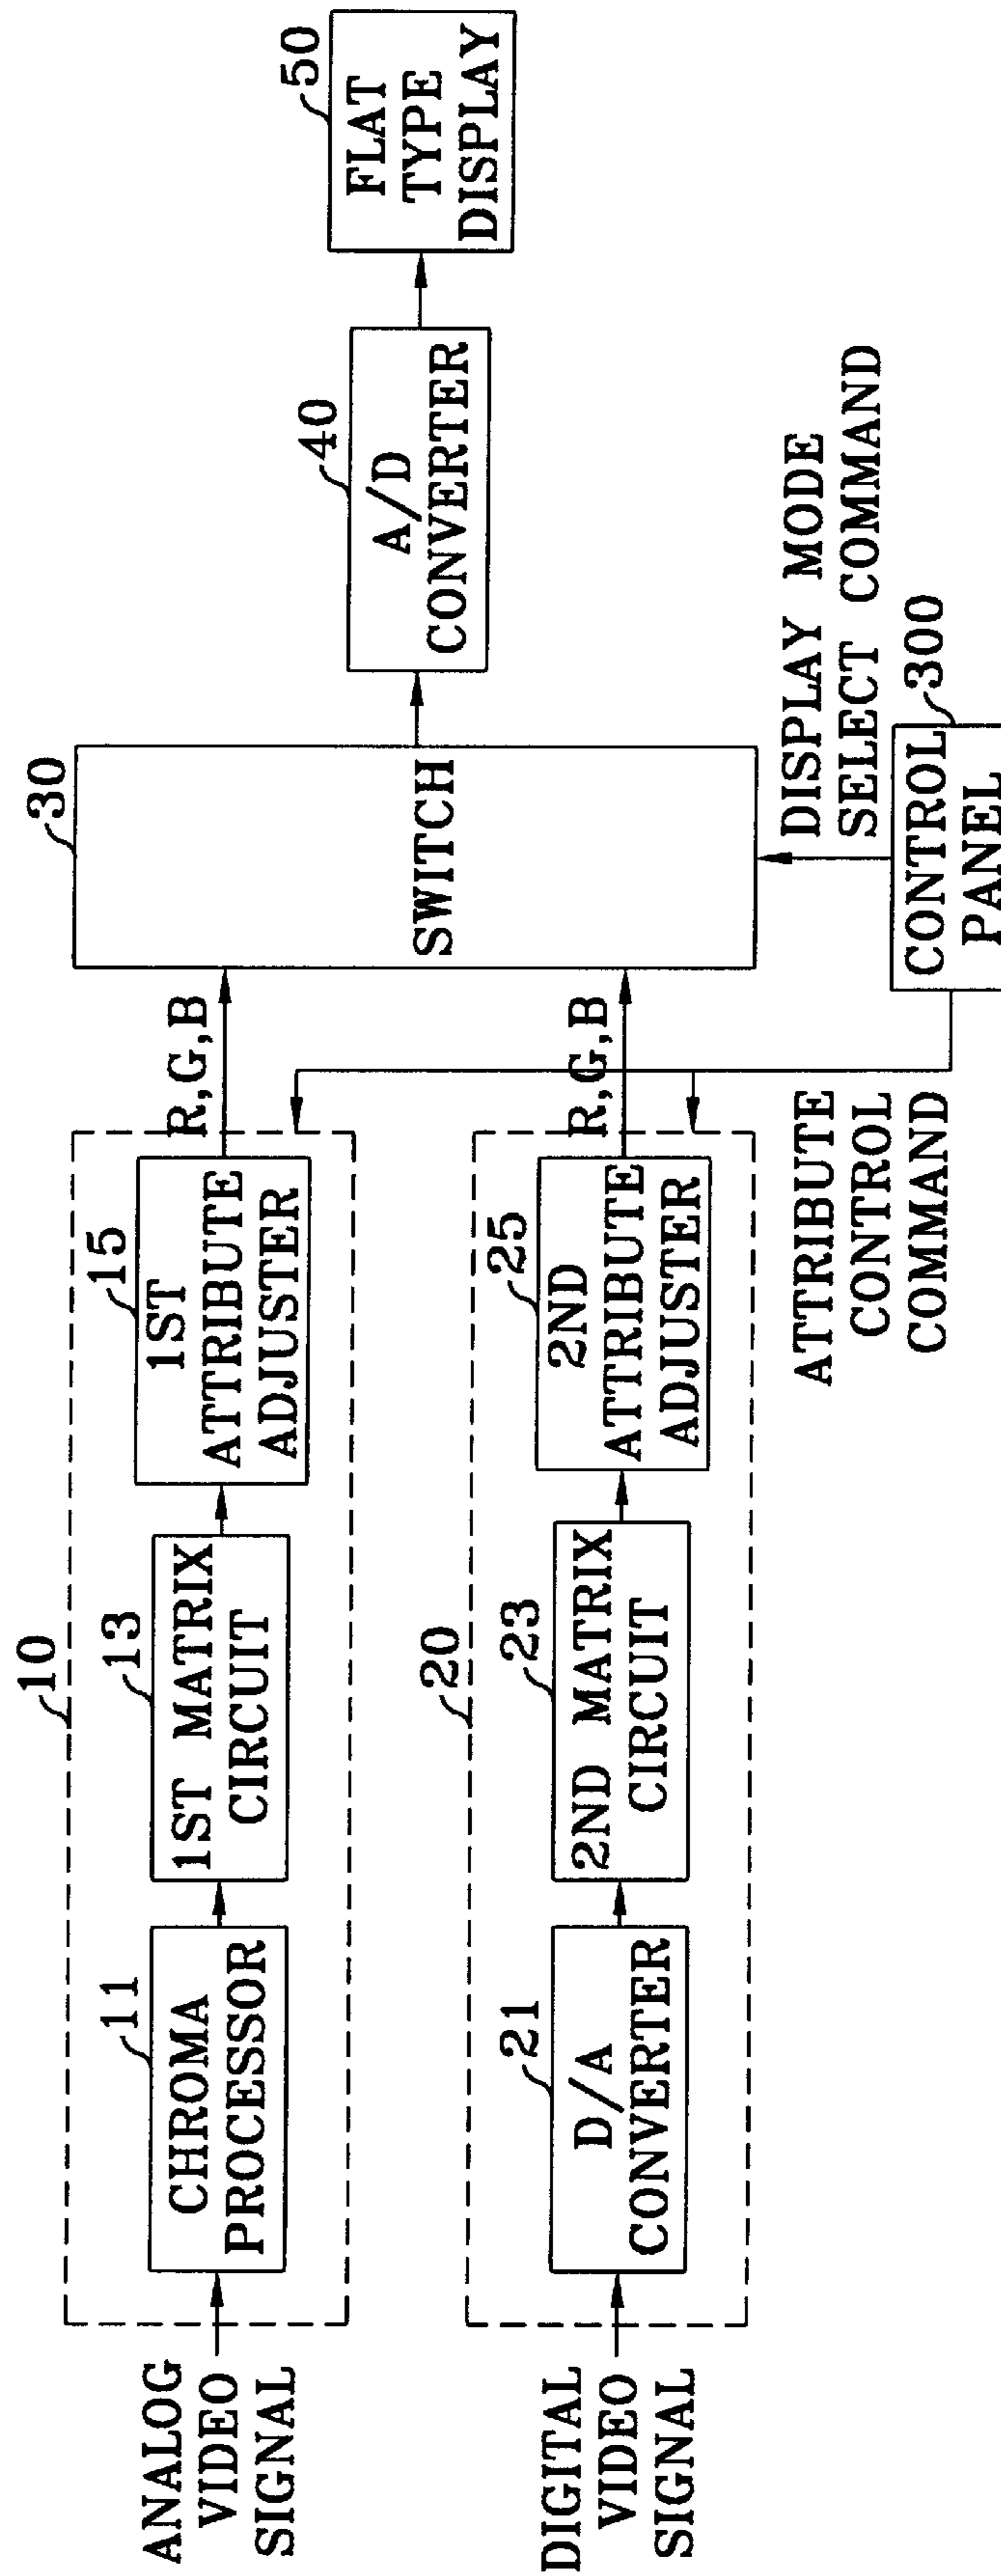 ANALOG
VIDEO
SIGNAL
10
11
CHROMA
PROCESSOR
13
1ST MATRIX
CIRCUIT
15
1ST
ATTRIBUTE
ADJUSTER
R,G,B
DIGITAL
VIDEO
SIGNAL
20
21
D/A
CONVERTER
23
2ND MATRIX
CIRCUIT
25
2ND
ATTRIBUTE
ADJUSTER
R,G,B
ATTRIBUTE
CONTROL
COMMAND
30
SWITCH
DISPLAY MODE
SELECT COMMAND
300
CONTROL
PANEL
40
A/D
CONVERTER
50
FLAT
TYPE
DISPLAY